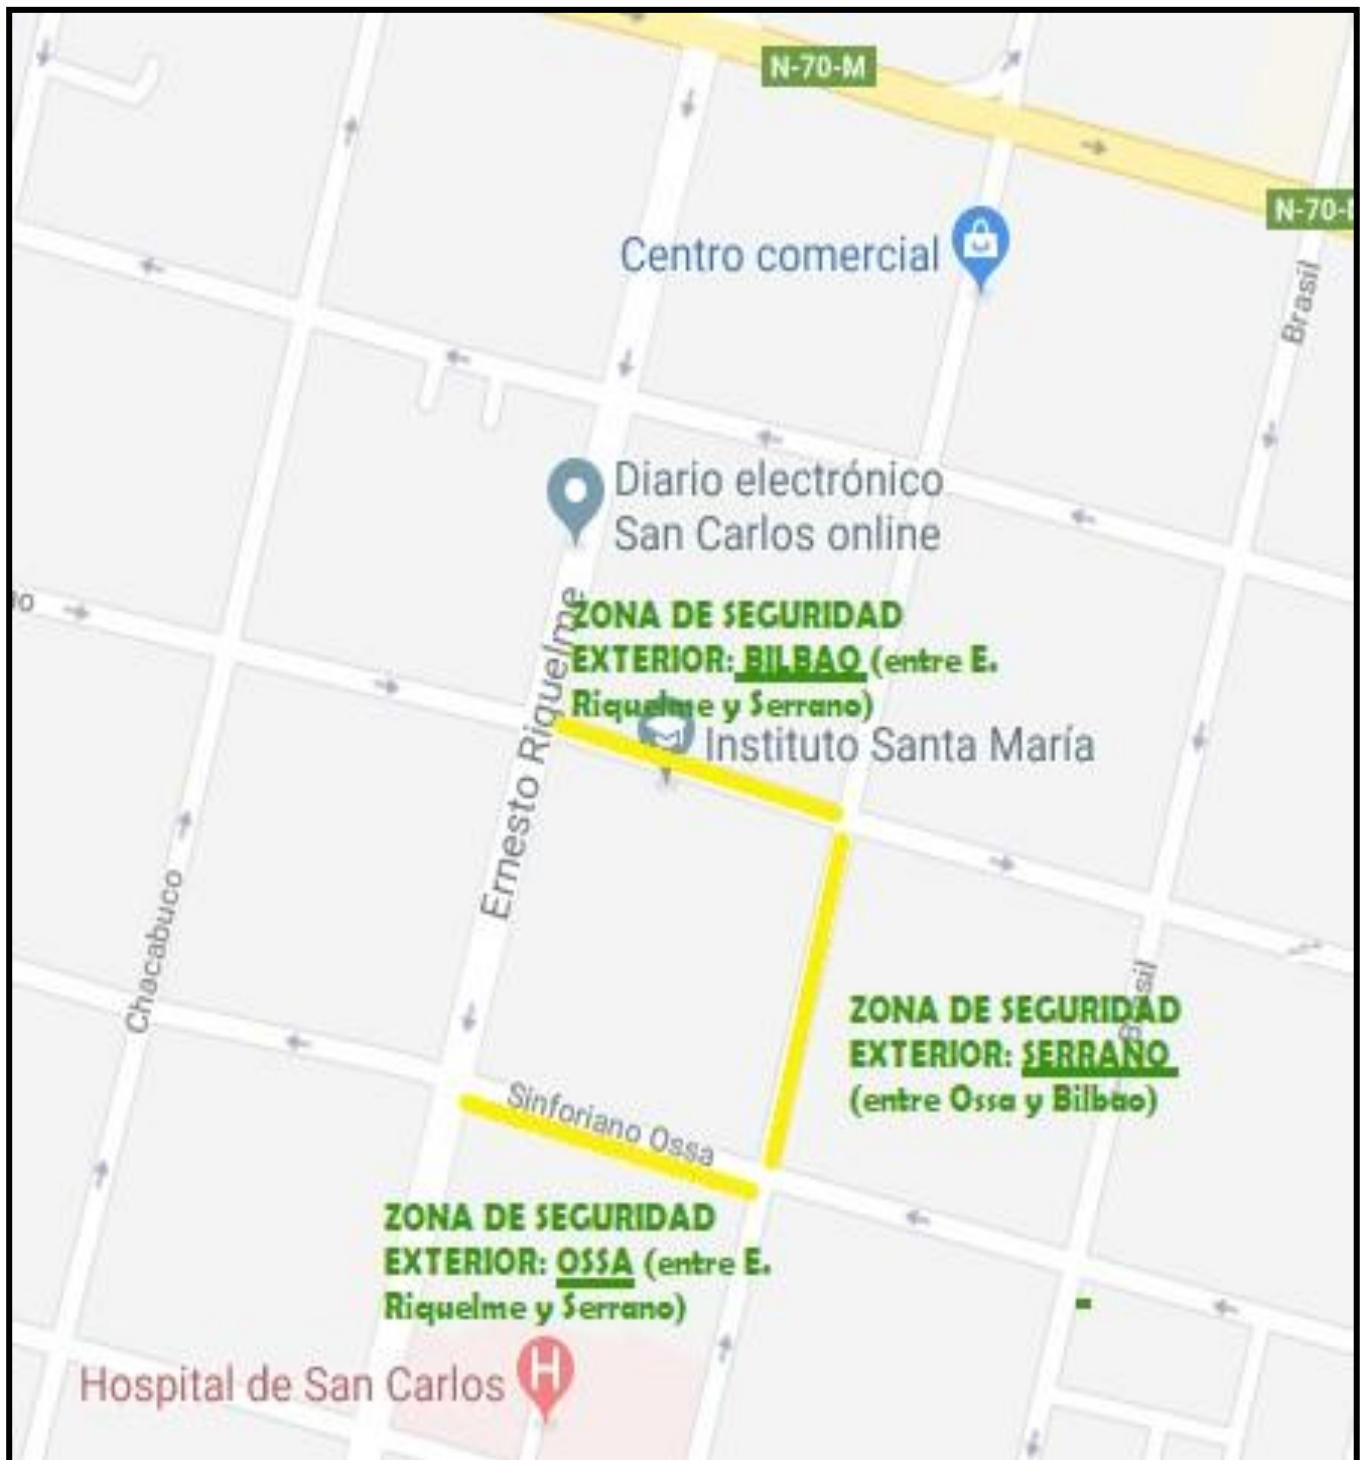 N-70-M
N-70-M
Centro comercial
Brasil
Diario electrónico
San Carlos online
ZONA DE SEGURIDAD
EXTERIOR: BILBAO (entre E.
Riquelme y Serrano)
Instituto Santa María
Ernesto Riquelme
Chacabuco
ZONA DE SEGURIDAD
EXTERIOR: SERRANO
(entre Ossa y Bilbao)
Brasil
Sinforiano Ossa
ZONA DE SEGURIDAD
EXTERIOR: OSSA (entre E.
Riquelme y Serrano)
Hospital de San Carlos
H